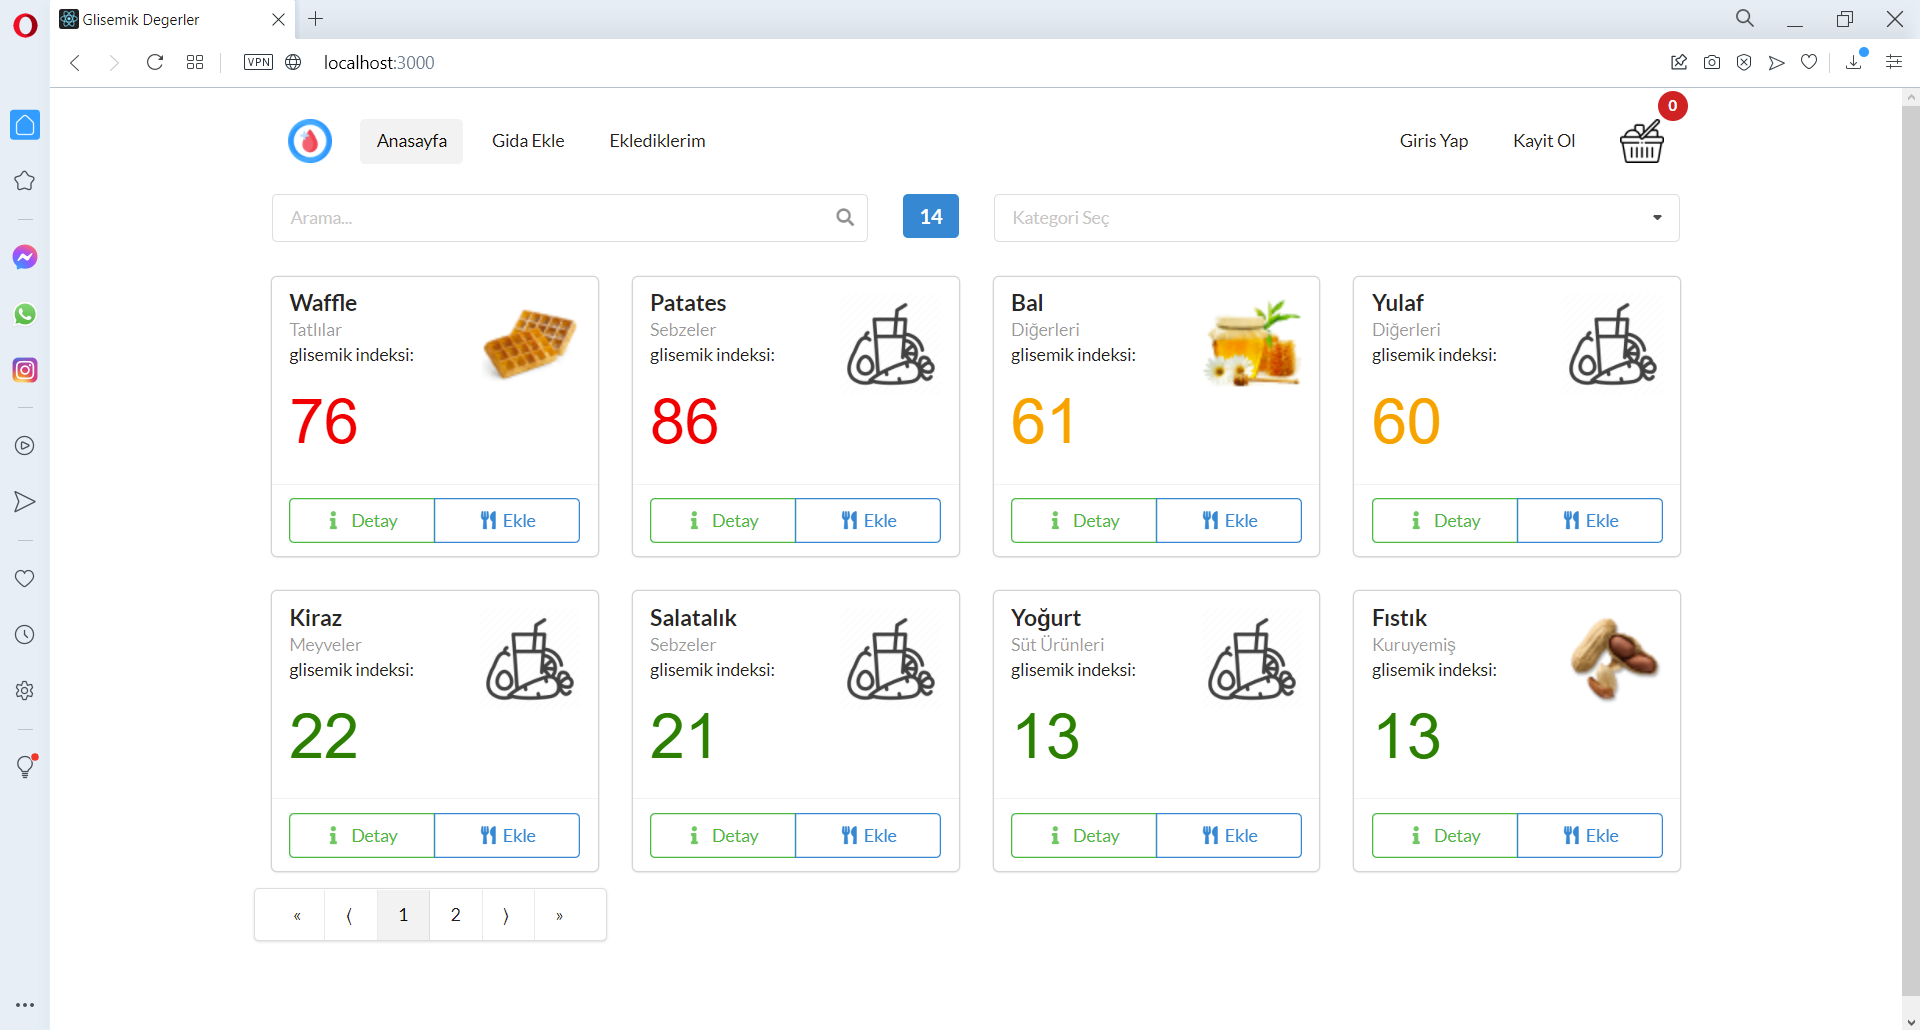 Glisemik Degerler
VPN
localhost:3000
Anasayfa
Gida Ekle
Eklediklerim
Giris Yap
Kayit Ol
0
Arama...
14
Kategori Seç
Waffle
Tatlılar
glisemik indeksi:
76
Detay
Ekle
Patates
Sebzeler
glisemik indeksi:
86
Detay
Ekle
Bal
Diğerleri
glisemik indeksi:
61
Detay
Ekle
Yulaf
Diğerleri
glisemik indeksi:
60
Detay
Ekle
Kiraz
Meyveler
glisemik indeksi:
22
Detay
Ekle
Salatalık
Sebzeler
glisemik indeksi:
21
Detay
Ekle
Yoğurt
Süt Ürünleri
glisemik indeksi:
13
Detay
Ekle
Fıstık
Kuruyemiş
glisemik indeksi:
13
Detay
Ekle
« ⟨ 1 2 ⟩ »